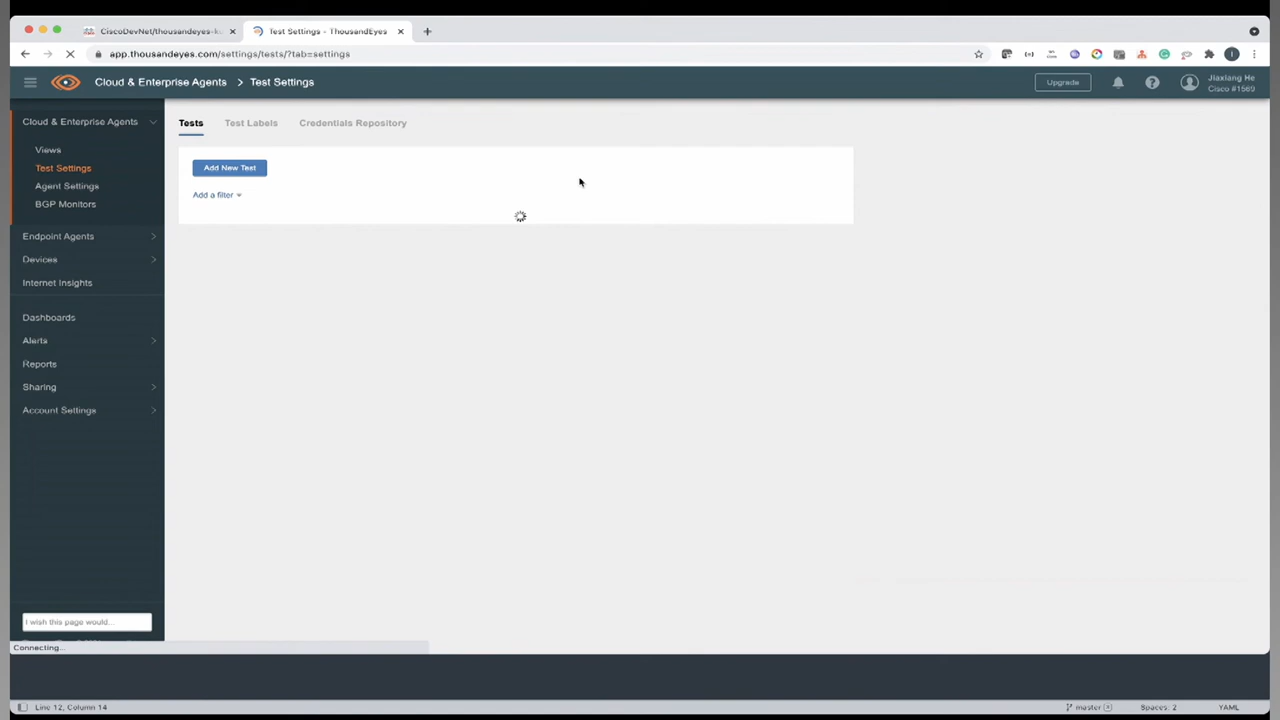 CiscoDevNet/thousandeyes-ku
Test Settings - ThousandEyes
app.thousandeyes.com/settings/tests/?tab=settings
Cloud & Enterprise Agents > Test Settings
Upgrade
Jiaxiang He
Cisco #1569
Cloud & Enterprise Agents
Views
Test Settings
Agent Settings
BGP Monitors
Endpoint Agents
Devices
Internet Insights
Dashboards
Alerts
Reports
Sharing
Account Settings
Tests
Test Labels
Credentials Repository
Add New Test
Add a filter
I wish this page would...
Connecting...
Line 12, Column 14
master
Spaces: 2
YAML